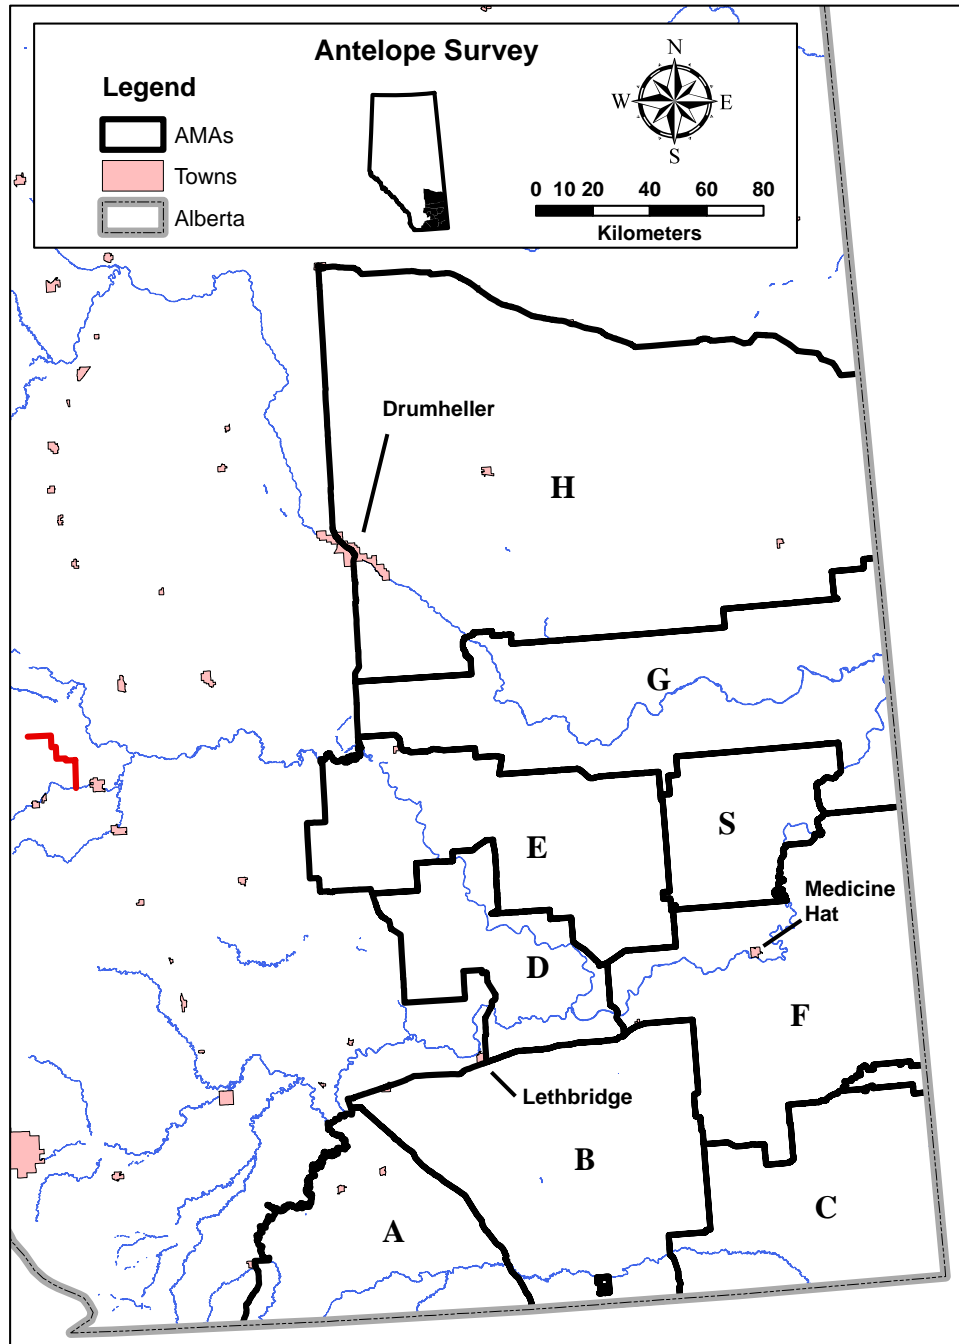 Antelope Survey
Legend
AMAs
Towns
Alberta
N
W E
S
0 10 20 40 60 80
Kilometers
Drumheller
H
G
S
E
Medicine
Hat
D
F
Lethbridge
B
C
A